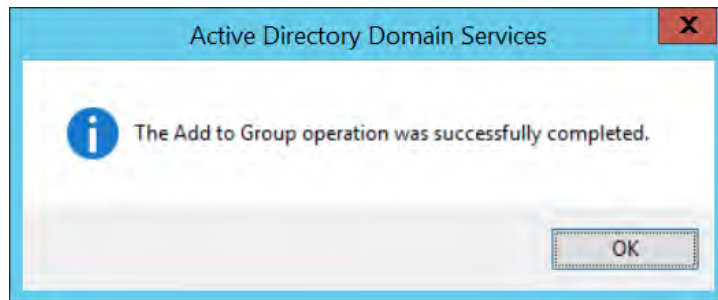 Active Directory Domain Services
X
The Add to Group operation was successfully completed.
OK